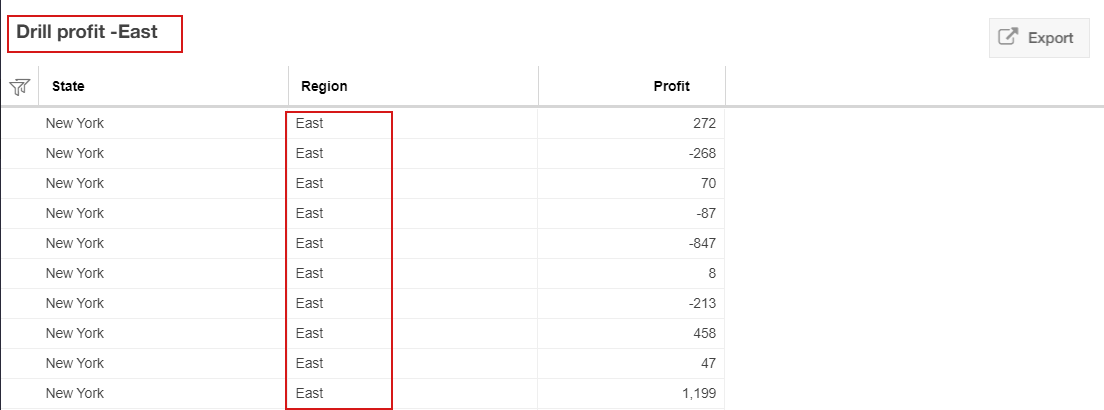 Drill profit -East
Export
State Region Profit
New York East 272
New York East -268
New York East 70
New York East -87
New York East -847
New York East 8
New York East -213
New York East 458
New York East 47
New York East 1,199